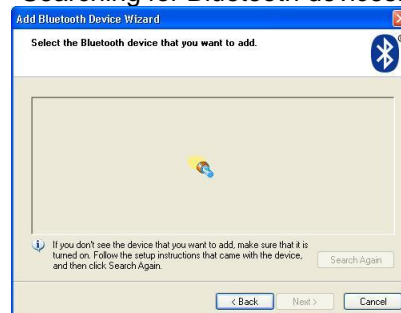 Searching for Bluetooth devices.
Add Bluetooth Device Wizard
Select the Bluetooth device that you want to add.
If you don't see the device that you want to add, make sure that it is
turned on. Follow the setup instructions that came with the device,
and then click Search Again.
Search Again
< Back
Next >
Cancel